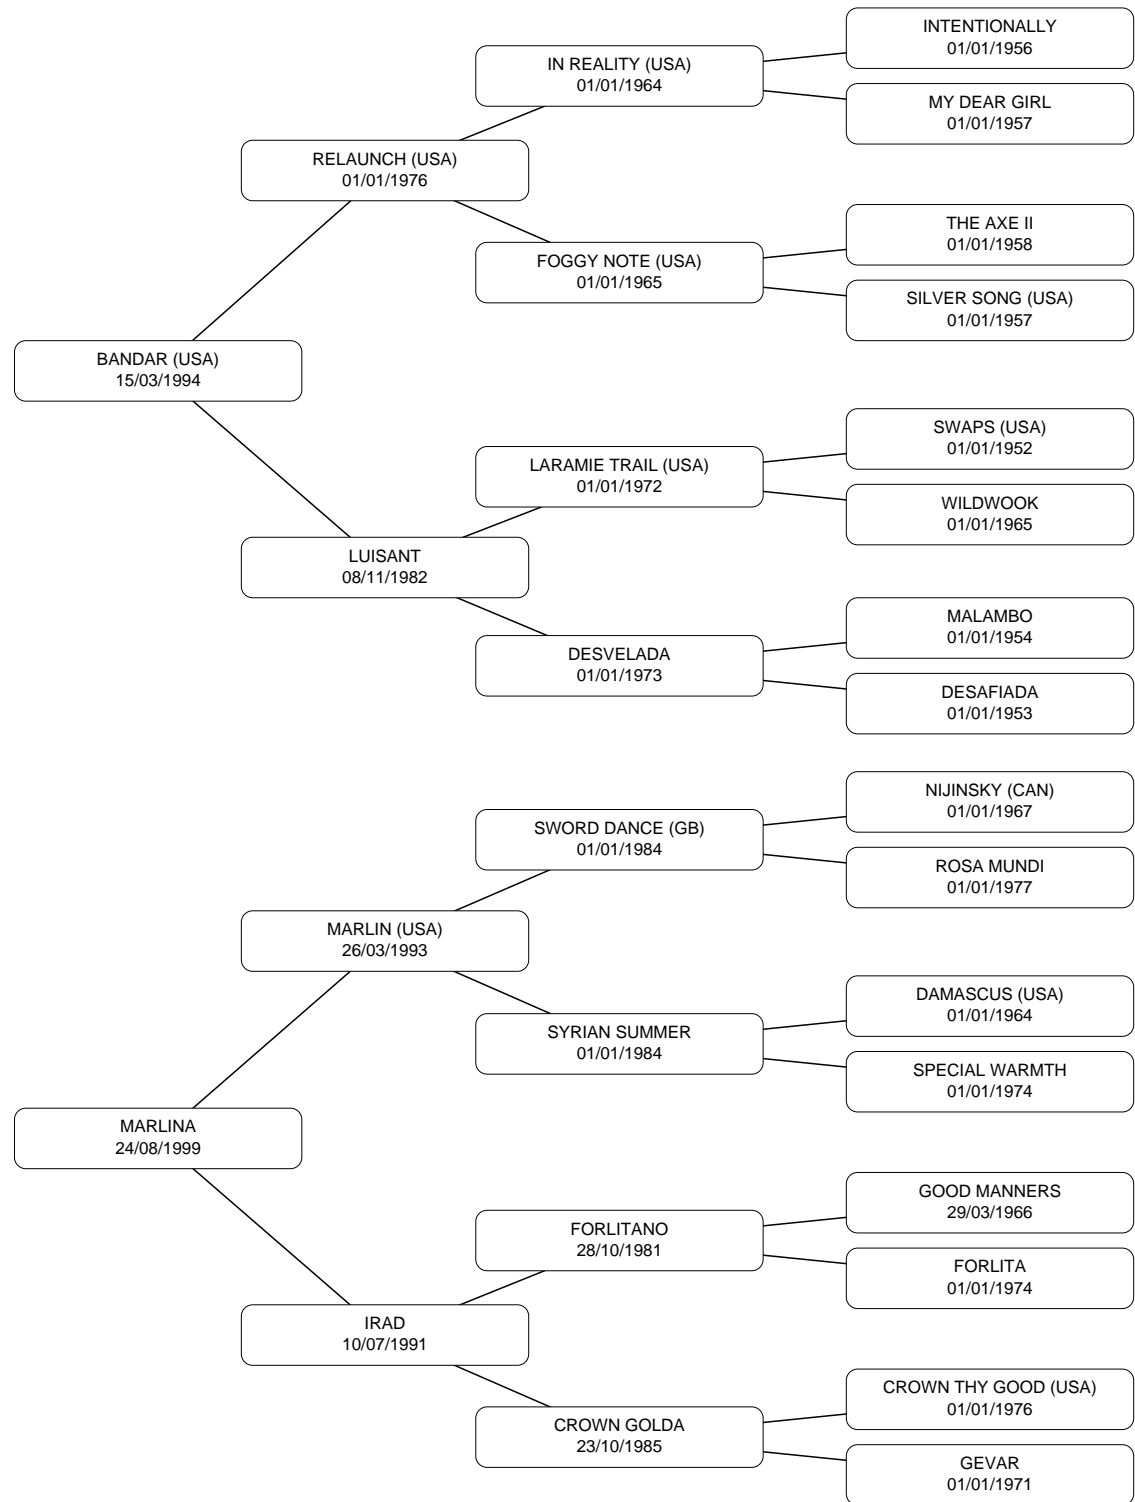 INTENTIONALLY
01/01/1956
IN REALITY (USA)
01/01/1964
MY DEAR GIRL
01/01/1957
RELAUNCH (USA)
01/01/1976
THE AXE II
01/01/1958
FOGGY NOTE (USA)
01/01/1965
SILVER SONG (USA)
01/01/1957
BANDAR (USA)
15/03/1994
SWAPS (USA)
01/01/1952
LARAMIE TRAIL (USA)
01/01/1972
WILDWOOK
01/01/1965
LUISANT
08/11/1982
MALAMBO
01/01/1954
DESVELADA
01/01/1973
DESAFIADA
01/01/1953
NIJINSKY (CAN)
01/01/1967
SWORD DANCE (GB)
01/01/1984
ROSA MUNDI
01/01/1977
MARLIN (USA)
26/03/1993
DAMASCUS (USA)
01/01/1964
SYRIAN SUMMER
01/01/1984
SPECIAL WARMTH
01/01/1974
MARLINA
24/08/1999
GOOD MANNERS
29/03/1966
FORLITANO
28/10/1981
FORLITA
01/01/1974
IRAD
10/07/1991
CROWN THY GOOD (USA)
01/01/1976
CROWN GOLDA
23/10/1985
GEVAR
01/01/1971